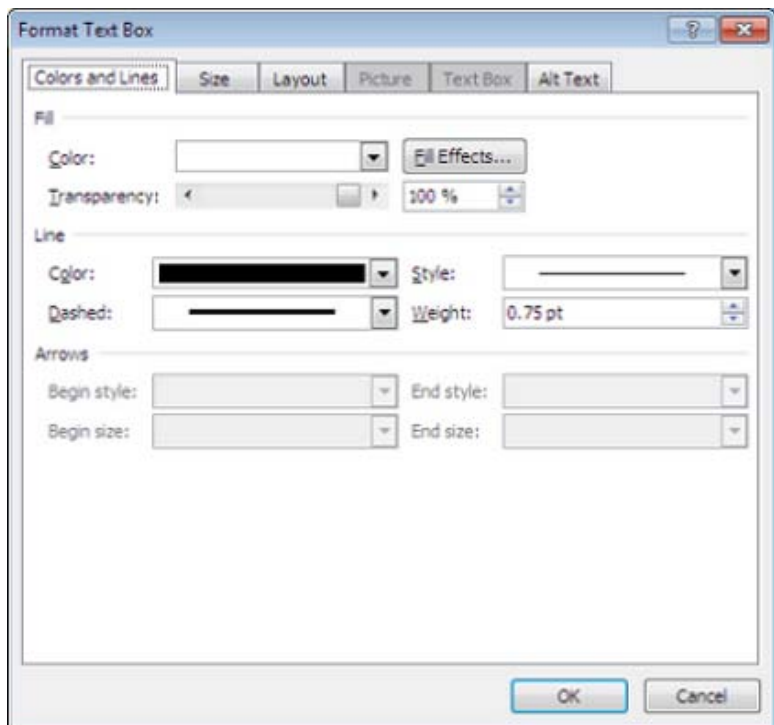 Format Text Box
Colors and Lines Size Layout Picture Text Box Alt Text
Fill
Color: Fill Effects...
Transparency: 100 %
Line
Color: Style:
Dashed: Weight: 0.75 pt
Arrows
Begin style: End style:
Begin size: End size:
OK Cancel